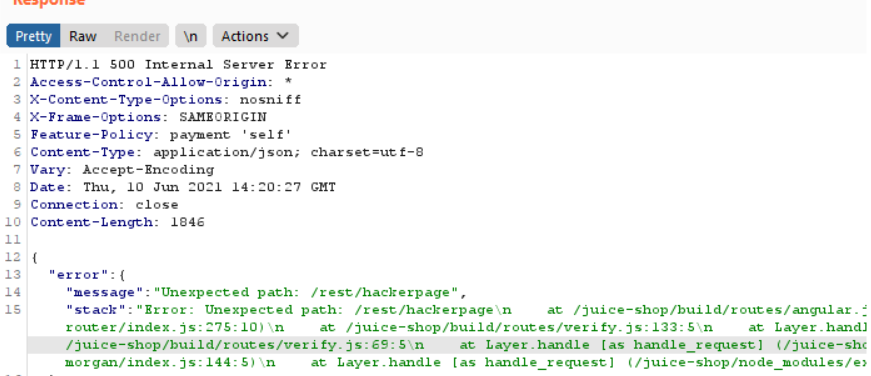 Response
Pretty Raw Render \n Actions
1 HTTP/1.1 500 Internal Server Error
2 Access-Control-Allow-Origin: *
3 X-Content-Type-Options: nosniff
4 X-Frame-Options: SAMEORIGIN
5 Feature-Policy: payment 'self'
6 Content-Type: application/json; charset=utf-8
7 Vary: Accept-Encoding
8 Date: Thu, 10 Jun 2021 14:20:27 GMT
9 Connection: close
10 Content-Length: 1846
11
12 {
13 "error":{
14 "message":"Unexpected path: /rest/hackerpage",
15 "stack":"Error: Unexpected path: /rest/hackerpage\n    at /juice-shop/build/routes/angular.j
router/index.js:275:10)\n    at /juice-shop/build/routes/verify.js:133:5\n    at Layer.handl
/juice-shop/build/routes/verify.js:69:5\n    at Layer.handle [as handle_request] (/juice-sho
morgan/index.js:144:5)\n    at Layer.handle [as handle_request] (/juice-shop/node_modules/ex